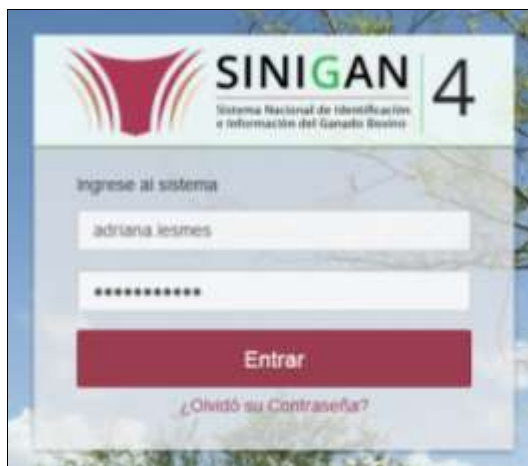 SINIGAN 4
Sistema Nacional de Identificación
e Información del Ganado Bovino
Ingrese al sistema
adriana lesmes
•••••••••••
Entrar
¿Olvidó su Contraseña?